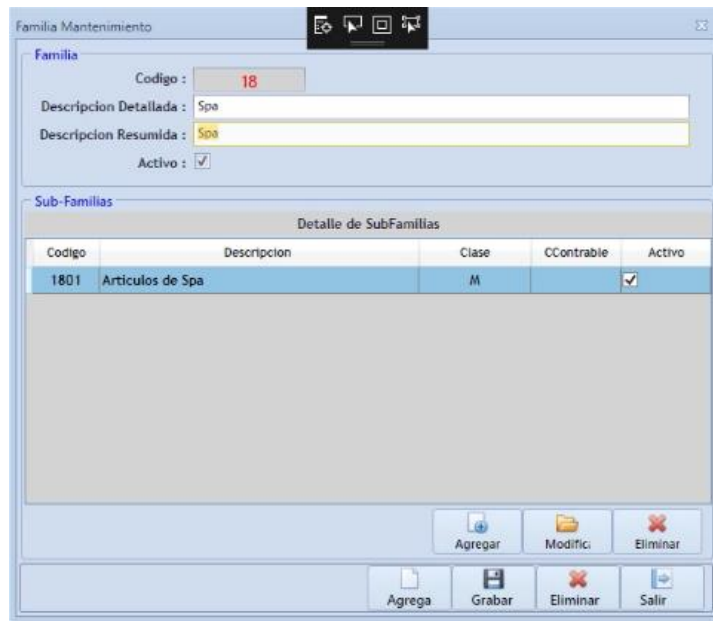 Familia Mantenimiento
Familia
Codigo : 18
Descripcion Detallada : Spa
Descripcion Resumida : Spa
Activo :
Sub-Familias
Detalle de SubFamilias
Codigo Descripcion Clase CContrable Activo
1801 Articulos de Spa M
Agregar Modific Eliminar
Agrega Grabar Eliminar Salir